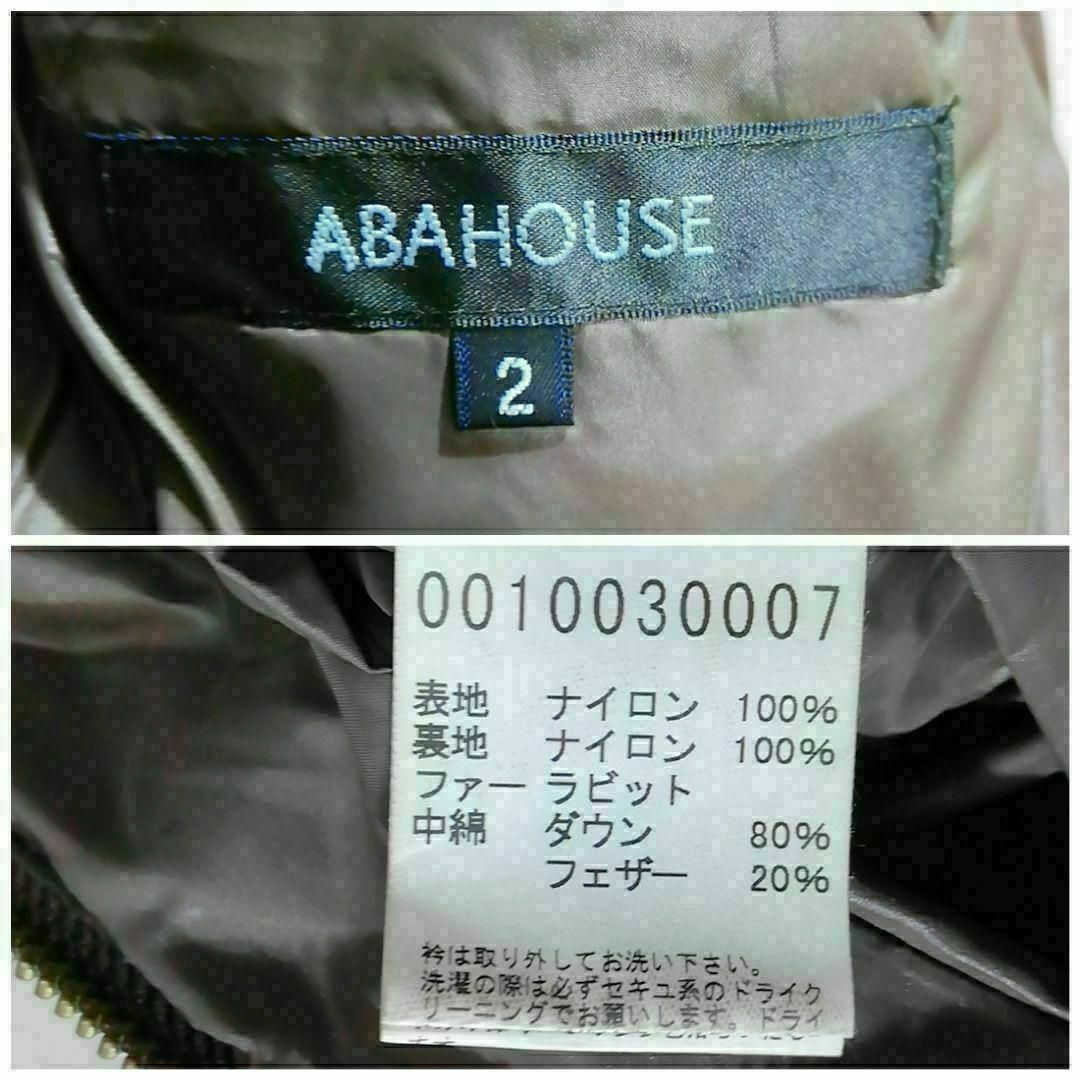 ABAHOUSE
2
0010030007
表地 ナイロン 100%
裏地 ナイロン 100%
ファー ラビット
中綿 ダウン 80%
フェザー 20%
衿は取り外してお洗い下さい。
洗濯の際は必ずセキユ系のドライク
リーニングでお願いします。ドライ